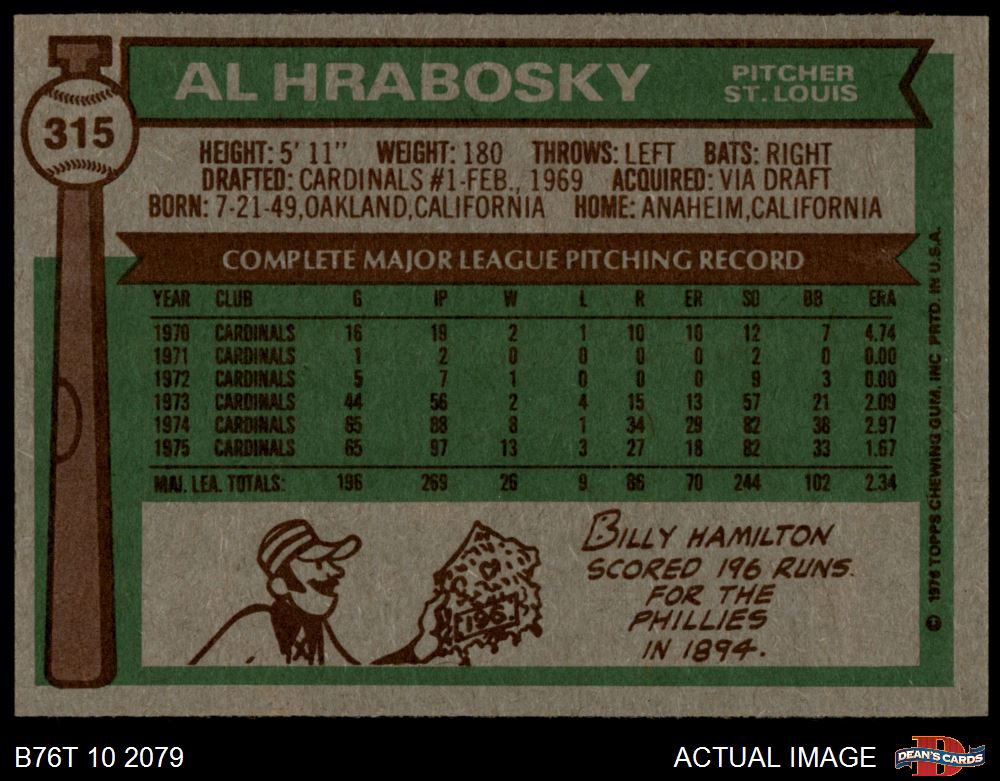 315
AL HRABOSKY
PITCHER
ST. LOUIS
HEIGHT: 5' 11" WEIGHT: 180 THROWS: LEFT BATS: RIGHT
DRAFTED: CARDINALS #1-FEB., 1969 ACQUIRED: VIA DRAFT
BORN: 7-21-49, OAKLAND, CALIFORNIA HOME: ANAHEIM, CALIFORNIA
COMPLETE MAJOR LEAGUE PITCHING RECORD
YEAR CLUB G IP W L R ER SO BB ERA
1970 CARDINALS 16 19 2 1 10 10 12 7 4.74
1971 CARDINALS 1 2 0 0 0 0 2 0 0.00
1972 CARDINALS 5 7 1 0 0 0 9 3 0.00
1973 CARDINALS 44 56 2 4 15 13 57 21 2.09
1974 CARDINALS 65 88 8 1 34 29 82 38 2.97
1975 CARDINALS 65 97 13 3 27 18 82 33 1.67
MAJ. LEA. TOTALS: 196 269 26 9 86 70 244 102 2.34
196
BILLY HAMILTON
SCORED 196 RUNS.
FOR THE
PHILLIES
IN 1894.
© 1976 TOPPS CHEWING GUM, INC PRTD. IN U.S.A.
B76T 10 2079
ACTUAL IMAGE
D
DEAN'S CARDS